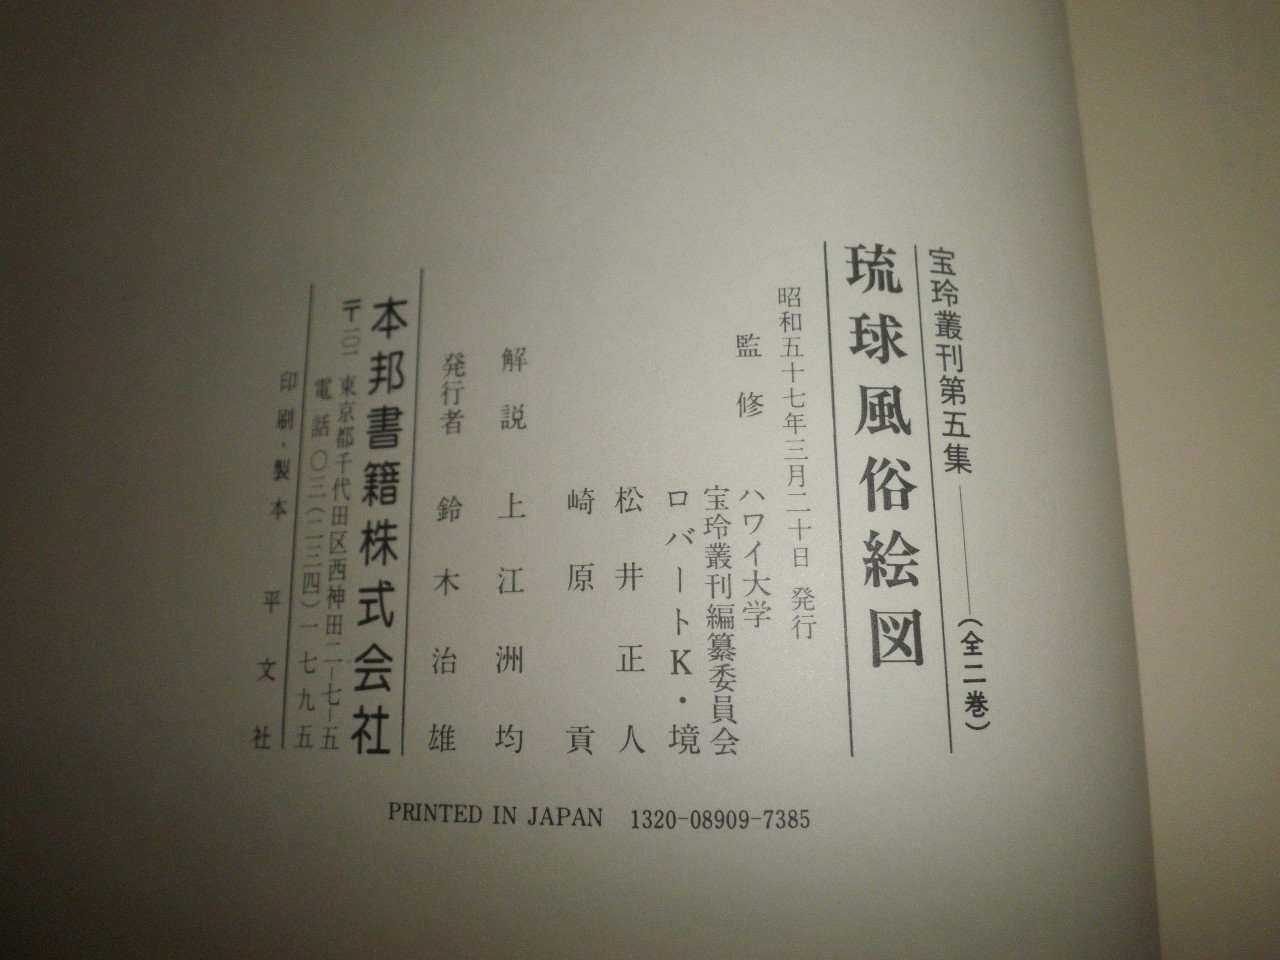 宝玲叢刊第五集――(全二巻)
琉球風俗絵図
昭和五十七年三月二十日 発行
監修 ハワイ大学
宝玲叢刊編纂委員会
ロバートK・境
松井正人
崎原貢
解説 上江洲均
発行者 鈴木治雄
本邦書籍株式会社
〒一〇一 東京都千代田区西神田二―七―五
電話〇三(二三四)一七九五
印刷・製本 平文社
PRINTED IN JAPAN 1320-08909-7385